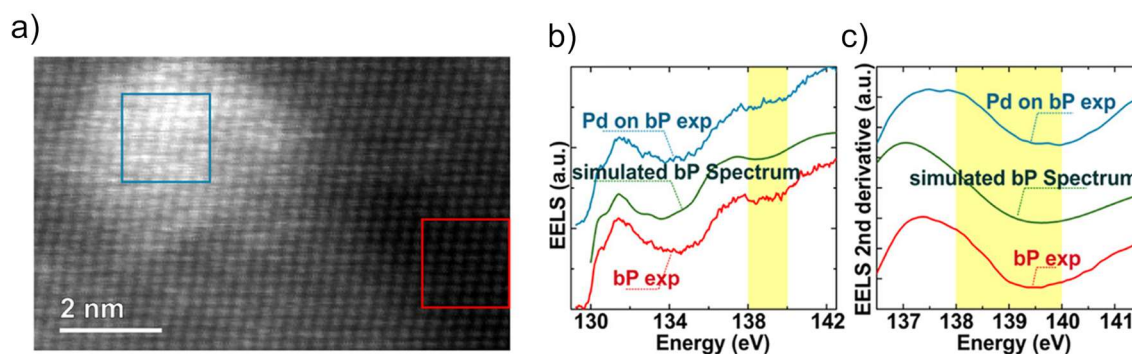 a)
2 nm
b)
EELS (a.u.)
Pd on bP exp
simulated bP Spectrum
bP exp
130 134 138 142
Energy (eV)
c)
EELS 2nd derivative (a.u.)
Pd on bP exp
simulated bP Spectrum
bP exp
137 138 139 140 141
Energy (eV)